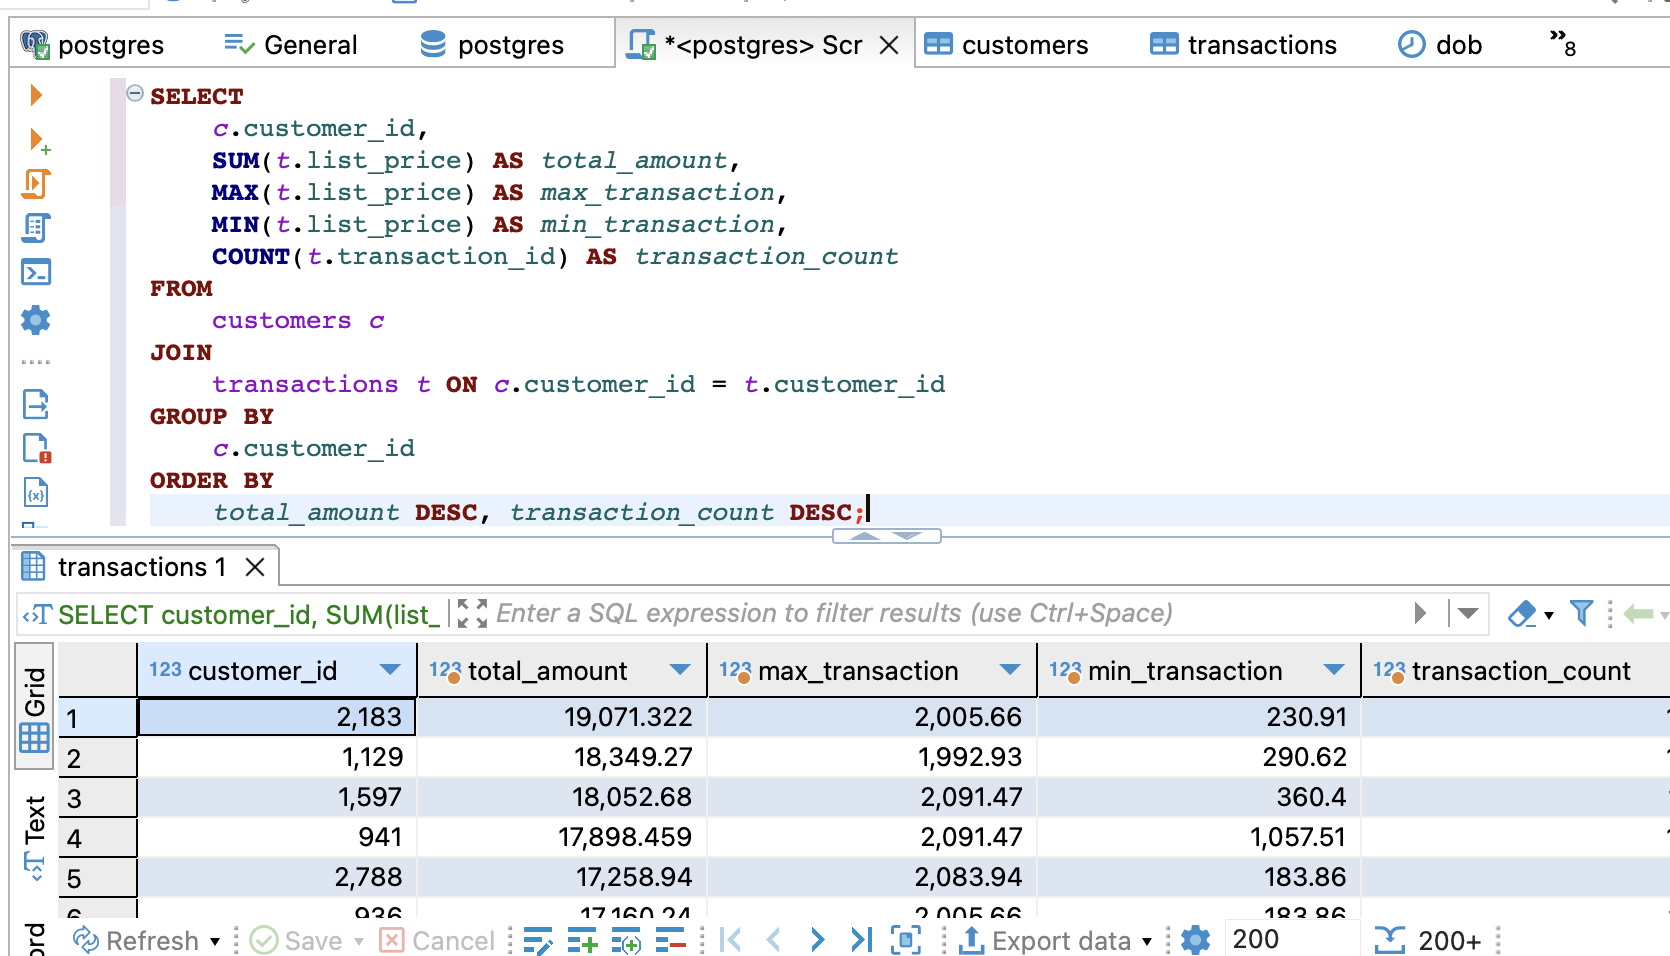 postgres General postgres *<postgres> Scr customers transactions dob »8
SELECT
c.customer_id,
SUM(t.list_price) AS total_amount,
MAX(t.list_price) AS max_transaction,
MIN(t.list_price) AS min_transaction,
COUNT(t.transaction_id) AS transaction_count
FROM
customers c
JOIN
transactions t ON c.customer_id = t.customer_id
GROUP BY
c.customer_id
ORDER BY
total_amount DESC, transaction_count DESC;
transactions 1
SELECT customer_id, SUM(list_ Enter a SQL expression to filter results (use Ctrl+Space)
Grid
Text
123 customer_id 123 total_amount 123 max_transaction 123 min_transaction 123 transaction_count
1 2,183 19,071.322 2,005.66 230.91
2 1,129 18,349.27 1,992.93 290.62
3 1,597 18,052.68 2,091.47 360.4
4 941 17,898.459 2,091.47 1,057.51
5 2,788 17,258.94 2,083.94 183.86
6 936 17,160.24 2,005.66 183.86
Refresh Save Cancel Export data 200 200+